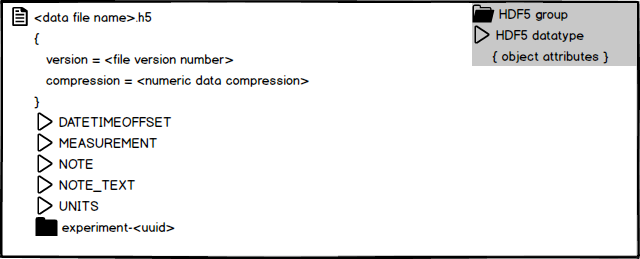 <data file name>.h5
{
version = <file version number>
compression = <numeric data compression>
}
DATETIMEOFFSET
MEASUREMENT
NOTE
NOTE_TEXT
UNITS
experiment-<uuid>
HDF5 group
HDF5 datatype
{ object attributes }